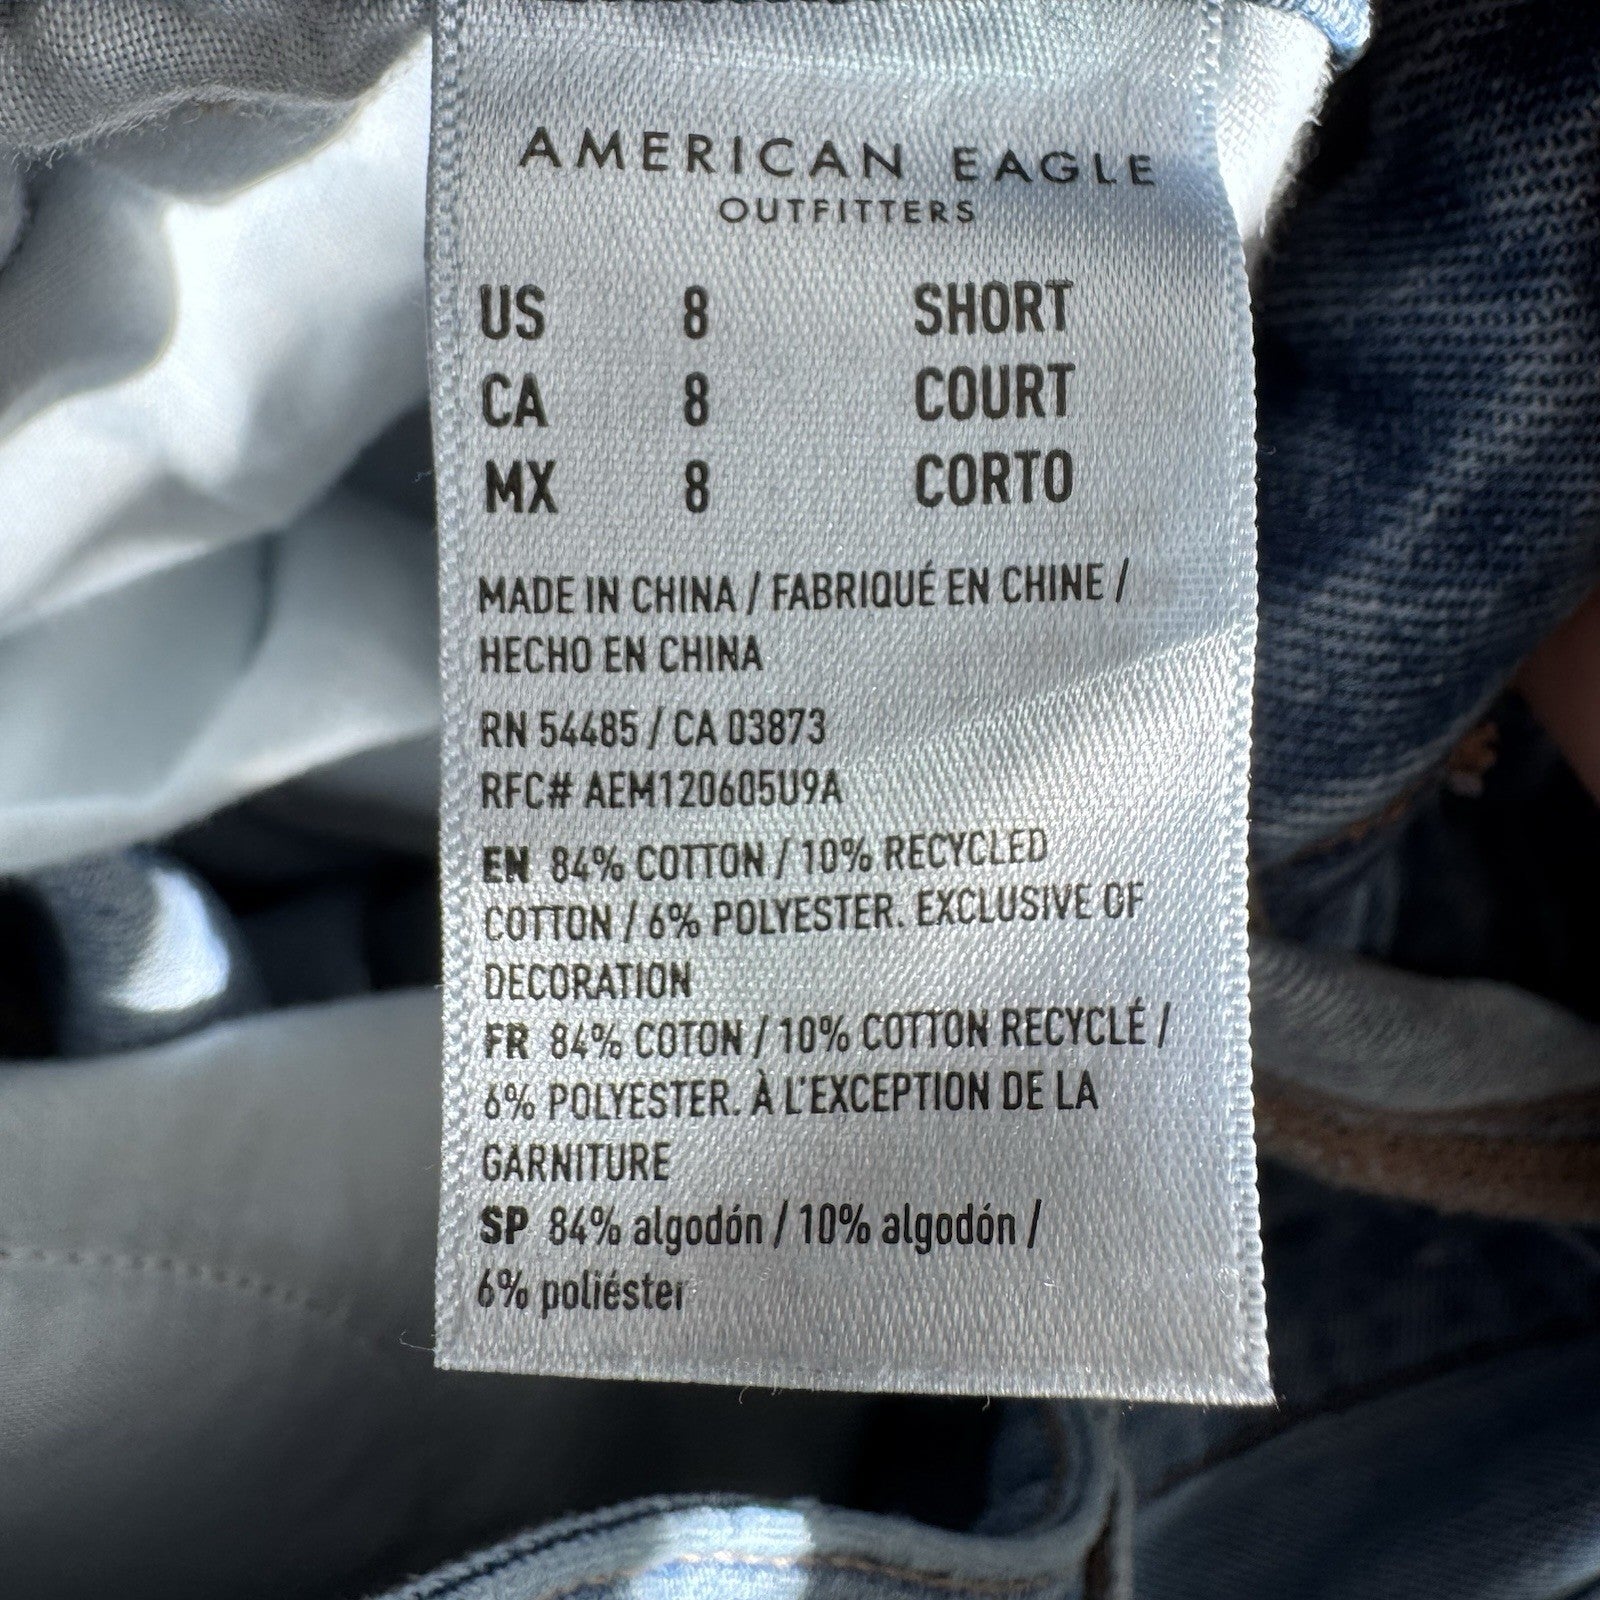 AMERICAN EAGLE
OUTFITTERS
US 8 SHORT
CA 8 COURT
MX 8 CORTO
MADE IN CHINA / FABRIQUÉ EN CHINE /
HECHO EN CHINA
RN 54485 / CA 03873
RFC# AEM120605U9A
EN 84% COTTON / 10% RECYCLED
COTTON / 6% POLYESTER. EXCLUSIVE OF
DECORATION
FR 84% COTON / 10% COTTON RECYCLÉ /
6% POLYESTER. À L'EXCEPTION DE LA
GARNITURE
SP 84% algodón / 10% algodón /
6% poliéster